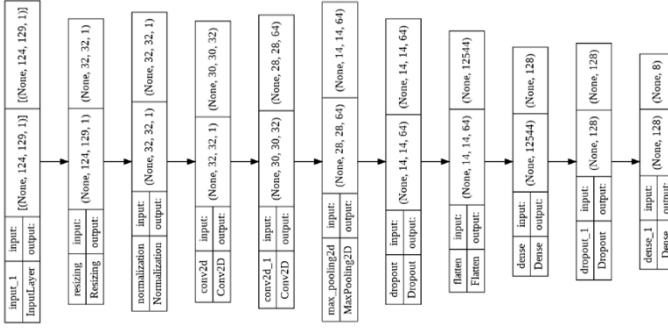 input_1 input: [(None, 124, 129, 1)]
InputLayer output: [(None, 124, 129, 1)]
resizing input: (None, 124, 129, 1)
Resizing output: (None, 32, 32, 1)
normalization input: (None, 32, 32, 1)
Normalization output: (None, 32, 32, 1)
conv2d input: (None, 32, 32, 1)
Conv2D output: (None, 30, 30, 32)
conv2d_1 input: (None, 30, 30, 32)
Conv2D output: (None, 28, 28, 64)
max_pooling2d input: (None, 28, 28, 64)
MaxPooling2D output: (None, 14, 14, 64)
dropout input: (None, 14, 14, 64)
Dropout output: (None, 14, 14, 64)
flatten input: (None, 14, 14, 64)
Flatten output: (None, 12544)
dense input: (None, 12544)
Dense output: (None, 128)
dropout_1 input: (None, 128)
Dropout output: (None, 128)
dense_1 input: (None, 128)
Dense output: (None, 8)